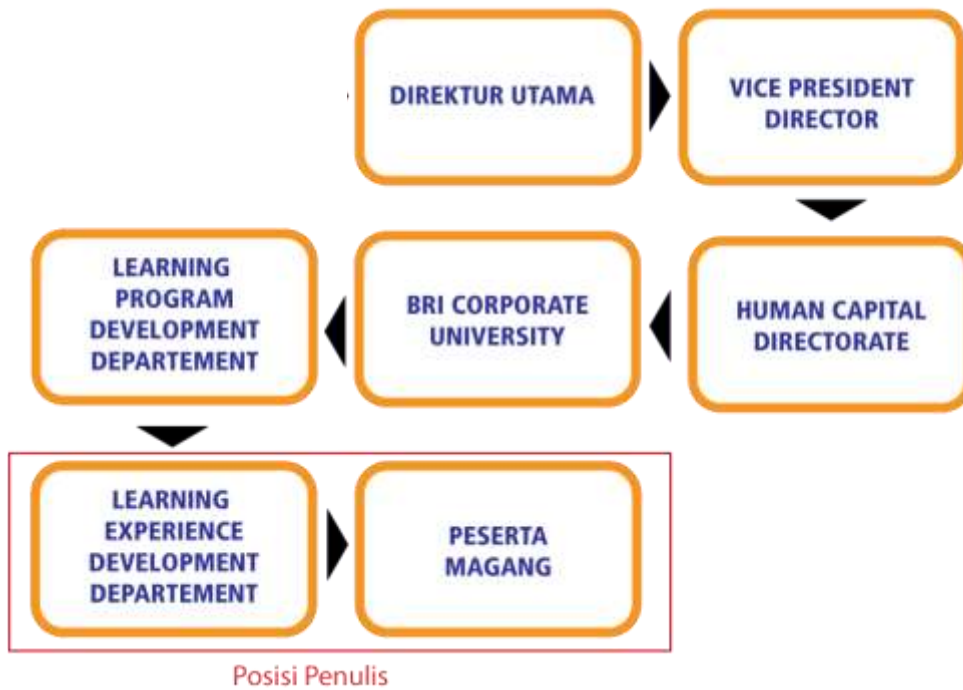 DIREKTUR UTAMA
VICE PRESIDENT
DIRECTOR
HUMAN CAPITAL
DIRECTORATE
BRI CORPORATE
UNIVERSITY
LEARNING
PROGRAM
DEVELOPMENT
DEPARTEMENT
LEARNING
EXPERIENCE
DEVELOPMENT
DEPARTEMENT
PESERTA
MAGANG
Posisi Penulis